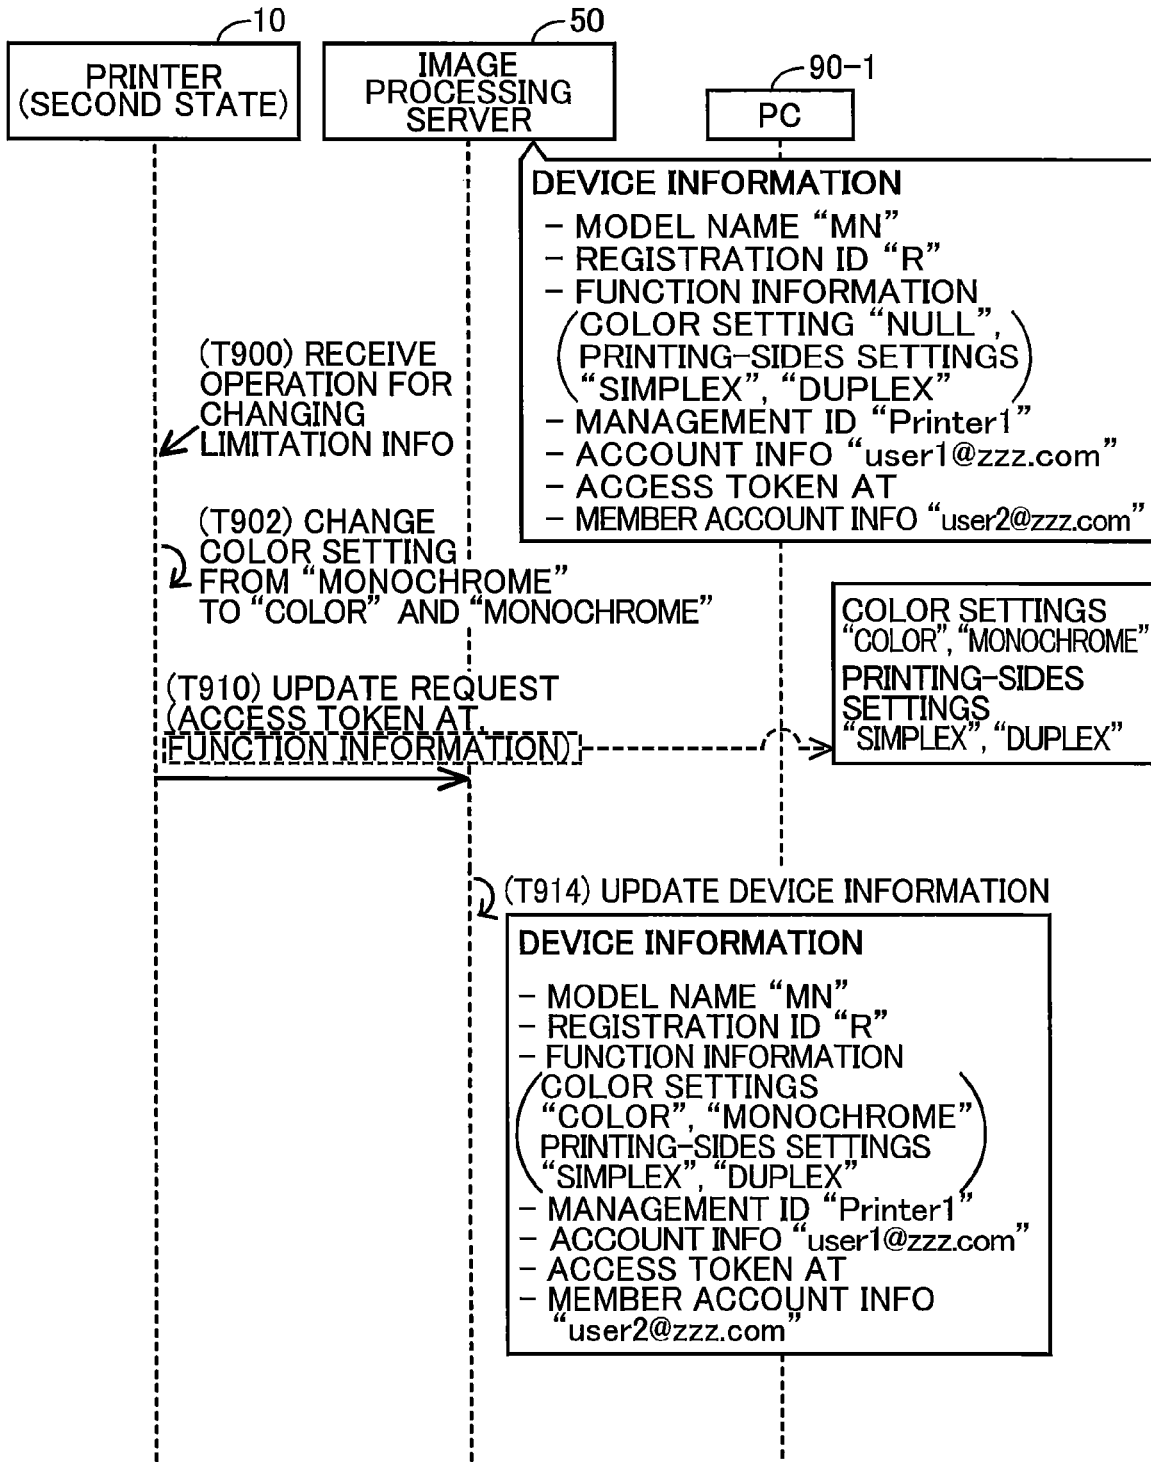 10
PRINTER
(SECOND STATE)
50
IMAGE
PROCESSING
SERVER
90-1
PC
DEVICE INFORMATION
- MODEL NAME “MN”
- REGISTRATION ID “R”
- FUNCTION INFORMATION
(COLOR SETTING “NULL”,
PRINTING-SIDES SETTINGS
“SIMPLEX”, “DUPLEX”)
- MANAGEMENT ID “Printer1”
- ACCOUNT INFO “user1@zzz.com”
- ACCESS TOKEN AT
- MEMBER ACCOUNT INFO “user2@zzz.com”
(T900) RECEIVE
OPERATION FOR
CHANGING
LIMITATION INFO
(T902) CHANGE
COLOR SETTING
FROM “MONOCHROME”
TO “COLOR” AND “MONOCHROME”
(T910) UPDATE REQUEST
(ACCESS TOKEN AT,
FUNCTION INFORMATION)
COLOR SETTINGS
“COLOR”, “MONOCHROME”
PRINTING-SIDES
SETTINGS
“SIMPLEX”, “DUPLEX”
(T914) UPDATE DEVICE INFORMATION
DEVICE INFORMATION
- MODEL NAME “MN”
- REGISTRATION ID “R”
- FUNCTION INFORMATION
(COLOR SETTINGS
“COLOR”, “MONOCHROME”
PRINTING-SIDES SETTINGS
“SIMPLEX”, “DUPLEX”)
- MANAGEMENT ID “Printer1”
- ACCOUNT INFO “user1@zzz.com”
- ACCESS TOKEN AT
- MEMBER ACCOUNT INFO
“user2@zzz.com”